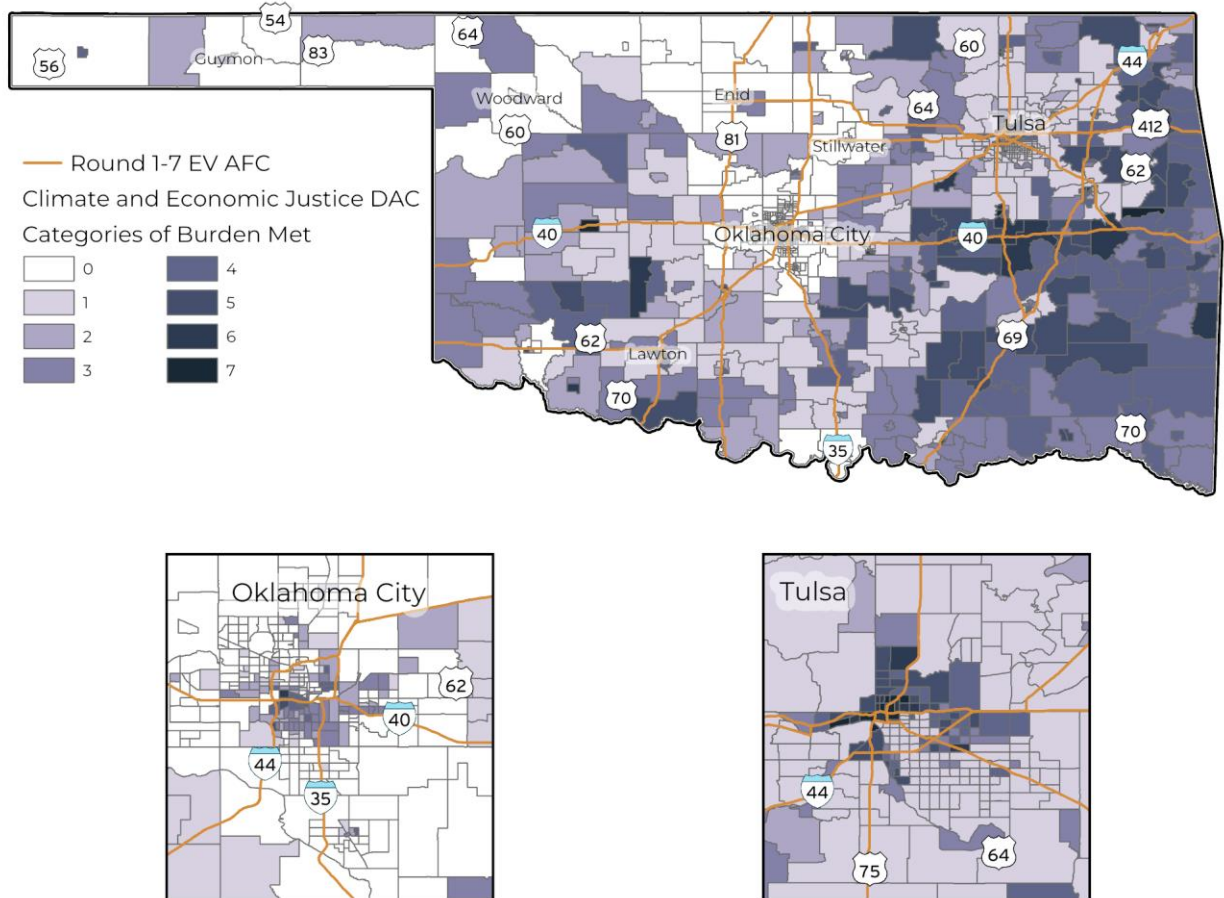 54
64
60
44
56
Guymon
83
Woodward
Enid
64
Tulsa
412
60
81
Stillwater
62
Round 1-7 EV AFC
Climate and Economic Justice DAC
Categories of Burden Met
0 4
1 5
2 6
3 7
40
Oklahoma City
40
62
Lawton
69
70
70
35
Oklahoma City
62
40
44
35
Tulsa
44
64
75